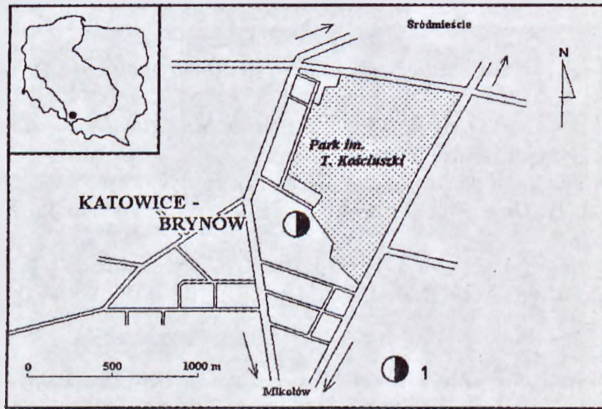 Śródmieście
N
Park im.
T. Kościuszki
KATOWICE -
BRYNÓW
0 500 1000 m
1
Mikołów